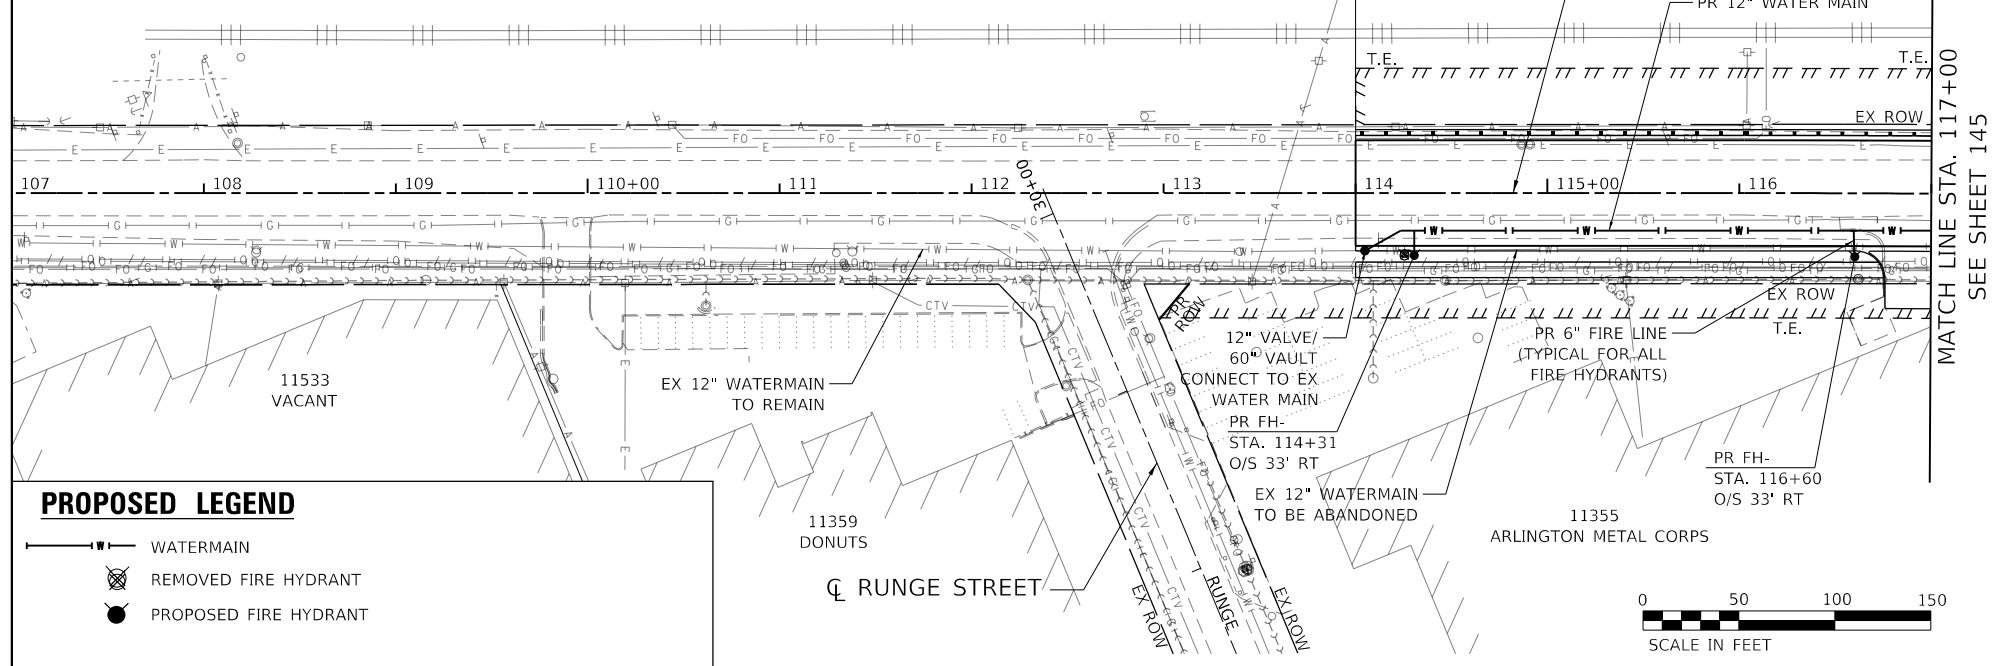 PR 12" WATER MAIN
T.E.
T.E.
EX ROW
107
108
109
110+00
111
112
113
114
115+00
116
130+00
MATCH LINE STA. 117+00
SEE SHEET 145
EX ROW
T.E.
PR
ROW
12" VALVE/
60" VAULT
CONNECT TO EX
WATER MAIN
PR FH-
STA. 114+31
O/S 33' RT
PR 6" FIRE LINE
(TYPICAL FOR ALL
FIRE HYDRANTS)
EX 12" WATERMAIN
TO REMAIN
11533
VACANT
EX 12" WATERMAIN
TO BE ABANDONED
PR FH-
STA. 116+60
O/S 33' RT
11359
DONUTS
11355
ARLINGTON METAL CORPS
℄ RUNGE STREET
EX ROW
RUNGE
EX ROW
PROPOSED LEGEND
W WATERMAIN
REMOVED FIRE HYDRANT
PROPOSED FIRE HYDRANT
0 50 100 150
SCALE IN FEET